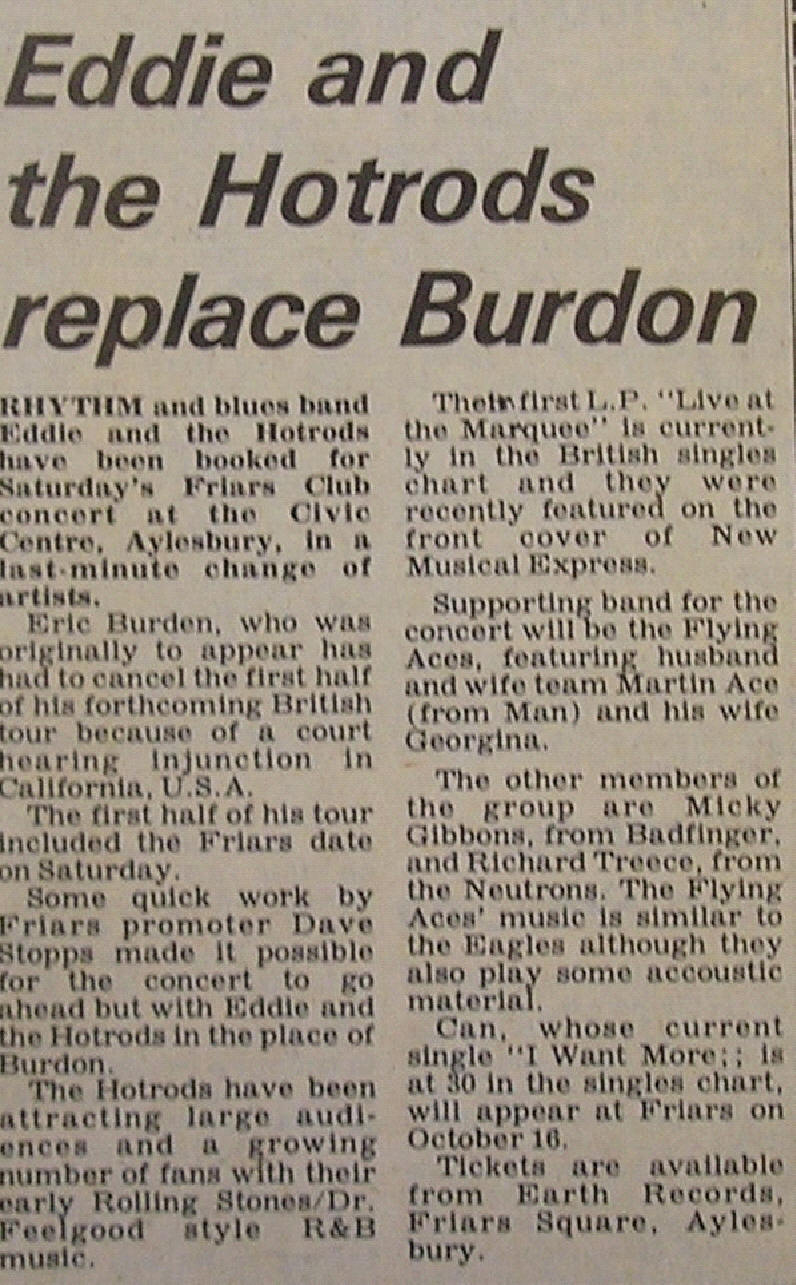 Eddie and
the Hotrods
replace Burdon
RHYTHM and blues band
Eddie and the Hotrods
have been booked for
Saturday's Friars Club
concert at the Civic
Centre, Aylesbury, in a
last-minute change of
artists.
Eric Burden, who was
originally to appear has
had to cancel the first half
of his forthcoming British
tour because of a court
hearing injunction in
California, U.S.A.
The first half of his tour
included the Friars date
on Saturday.
Some quick work by
Friars promoter Dave
Stopps made it possible
for the concert to go
ahead but with Eddie and
the Hotrods in the place of
Burdon.
The Hotrods have been
attracting large audi-
ences and a growing
number of fans with their
early Rolling Stones/Dr.
Feelgood style R&B
music.
Their first L.P. "Live at
the Marquee" is current-
ly in the British singles
chart and they were
recently featured on the
front cover of New
Musical Express.
Supporting band for the
concert will be the Flying
Aces, featuring husband
and wife team Martin Ace
(from Man) and his wife
Georgina.
The other members of
the group are Micky
Gibbons, from Badfinger,
and Richard Treece, from
the Neutrons. The Flying
Aces' music is similar to
the Eagles although they
also play some accoustic
material.
Can, whose current
single "I Want More;; is
at 30 in the singles chart,
will appear at Friars on
October 16.
Tickets are available
from Earth Records,
Friars Square, Ayles-
bury.